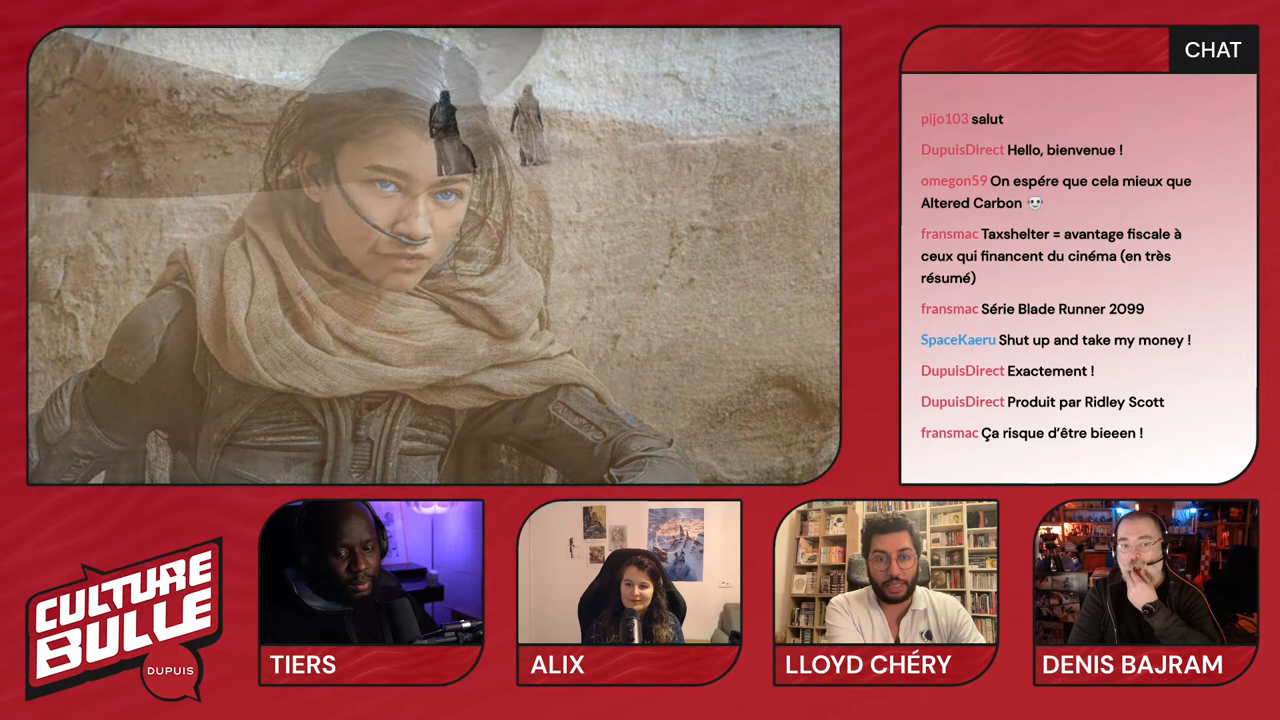 CHAT
pijo103 salut
DupuisDirect Hello, bienvenue !
omegon59 On espére que cela mieux que
Altered Carbon
fransmac Taxshelter = avantage fiscale à
ceux qui financent du cinéma (en très
résumé)
fransmac Série Blade Runner 2099
SpaceKaeru Shut up and take my money !
DupuisDirect Exactement !
DupuisDirect Produit par Ridley Scott
fransmac Ça risque d'être bieeen !
CULTURE
BULLE
DUPUIS
TIERS
ALIX
LLOYD CHÉRY
DENIS BAJRAM